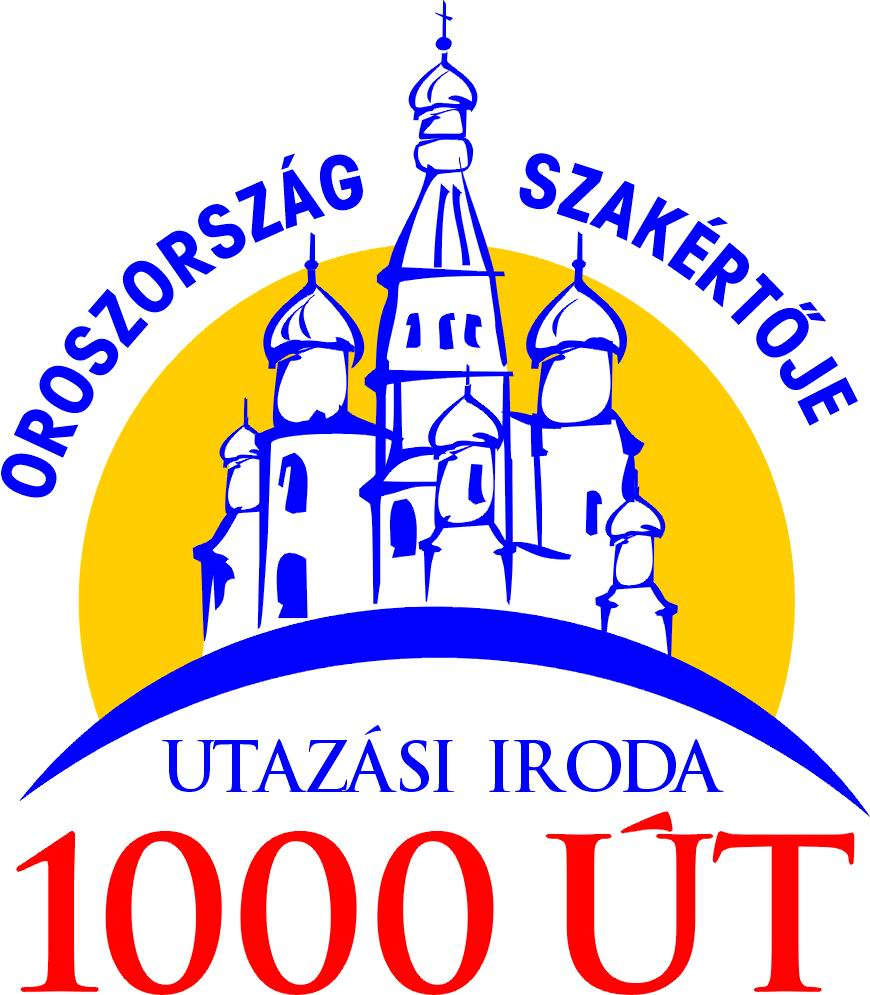 OROSZORSZÁG SZAKÉRTŐJE
UTAZÁSI IRODA
1000 ÚT